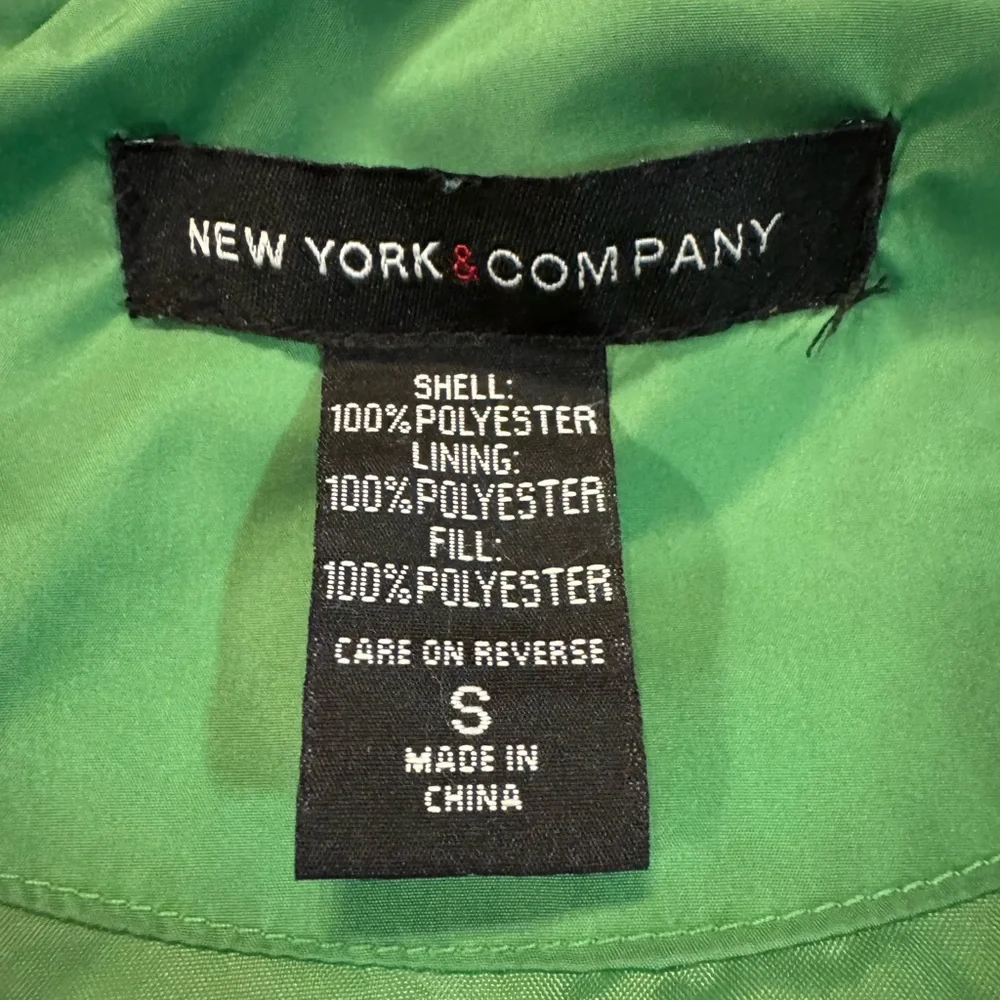 NEW YORK & COMPANY
SHELL:
100% POLYESTER
LINING:
100% POLYESTER
FILL:
100% POLYESTER
CARE ON REVERSE
S
MADE IN
CHINA